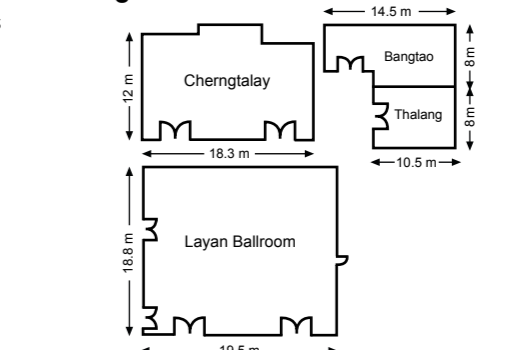 14.5 m
Bangtao
8 m
Cherngtalay
12 m
Thalang
8 m
18.3 m
10.5 m
Layan Ballroom
18.8 m